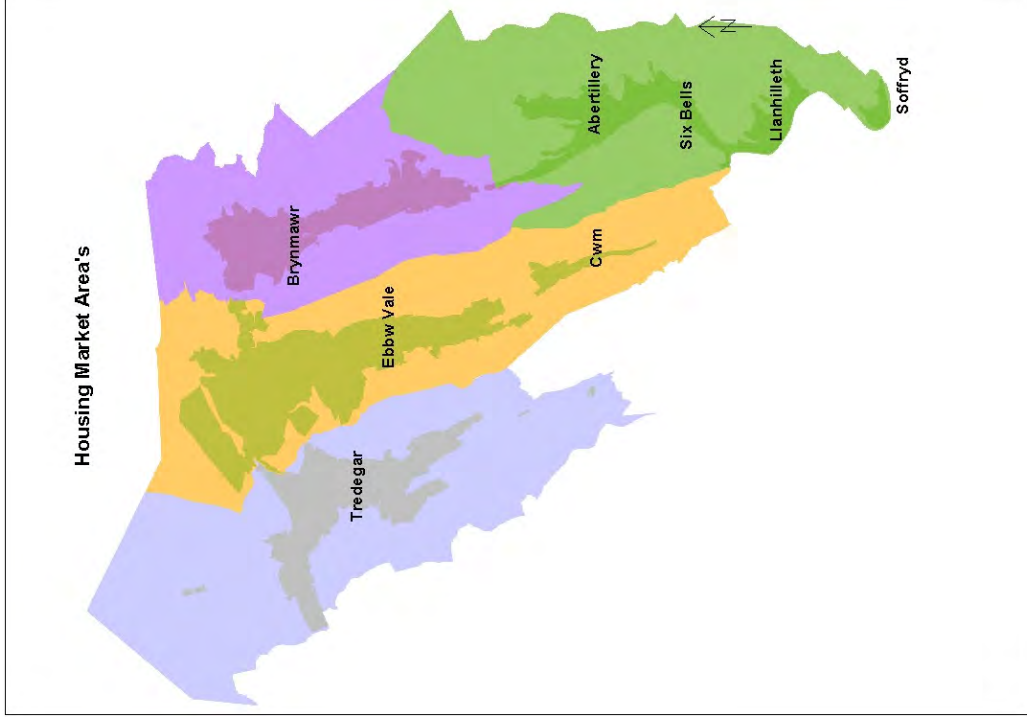 Housing Market Area's
Brynmawr
Ebbw Vale
Tredegar
Cwm
Abertillery
Six Bells
Llanhilleth
Soffryd
N